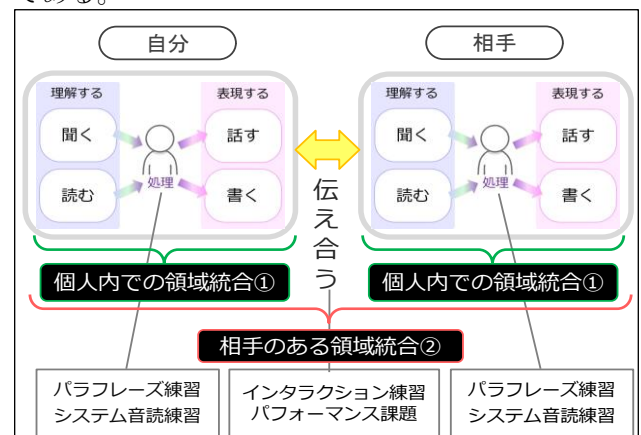 である。
自分
相手
理解する
表現する
聞く
話す
処理
読む
書く
理解する
表現する
聞く
話す
処理
読む
書く
伝え合う
個人内での領域統合①
個人内での領域統合①
相手のある領域統合②
パラフレーズ練習
システム音読練習
インタラクション練習
パフォーマンス課題
パラフレーズ練習
システム音読練習